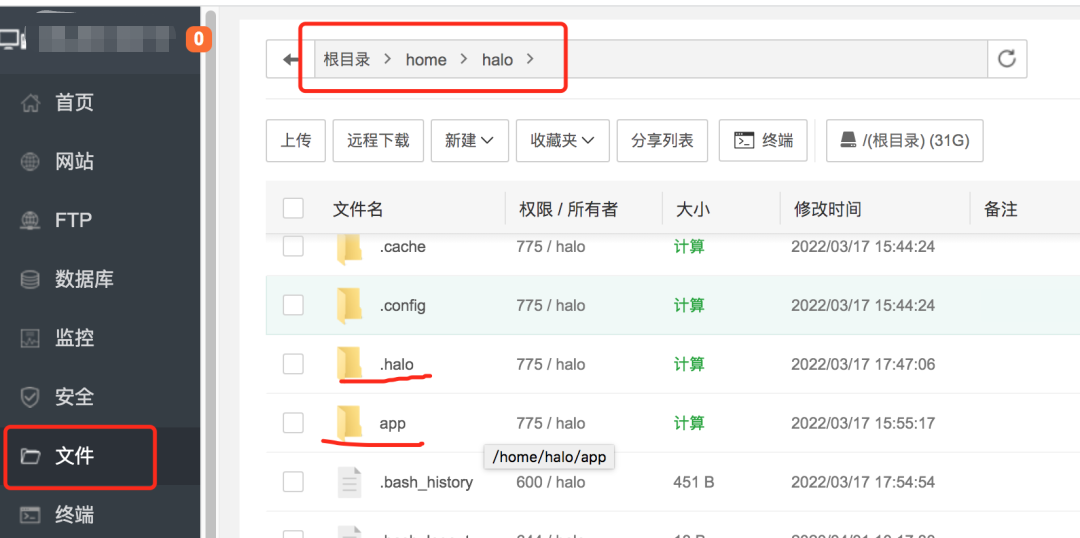 0
首页
网站
FTP
数据库
监控
安全
文件
终端
根目录 > home > halo >
上传 远程下载 新建 收藏夹 分享列表 终端 /(根目录) (31G)
文件名 权限 / 所有者 大小 修改时间 备注
.cache 775 / halo 计算 2022/03/17 15:44:24
.config 775 / halo 计算 2022/03/17 15:44:24
.halo 775 / halo 计算 2022/03/17 17:47:06
app 775 / halo 计算 2022/03/17 15:55:17
/home/halo/app
.bash_history 600 / halo 451 B 2022/03/17 17:54:54